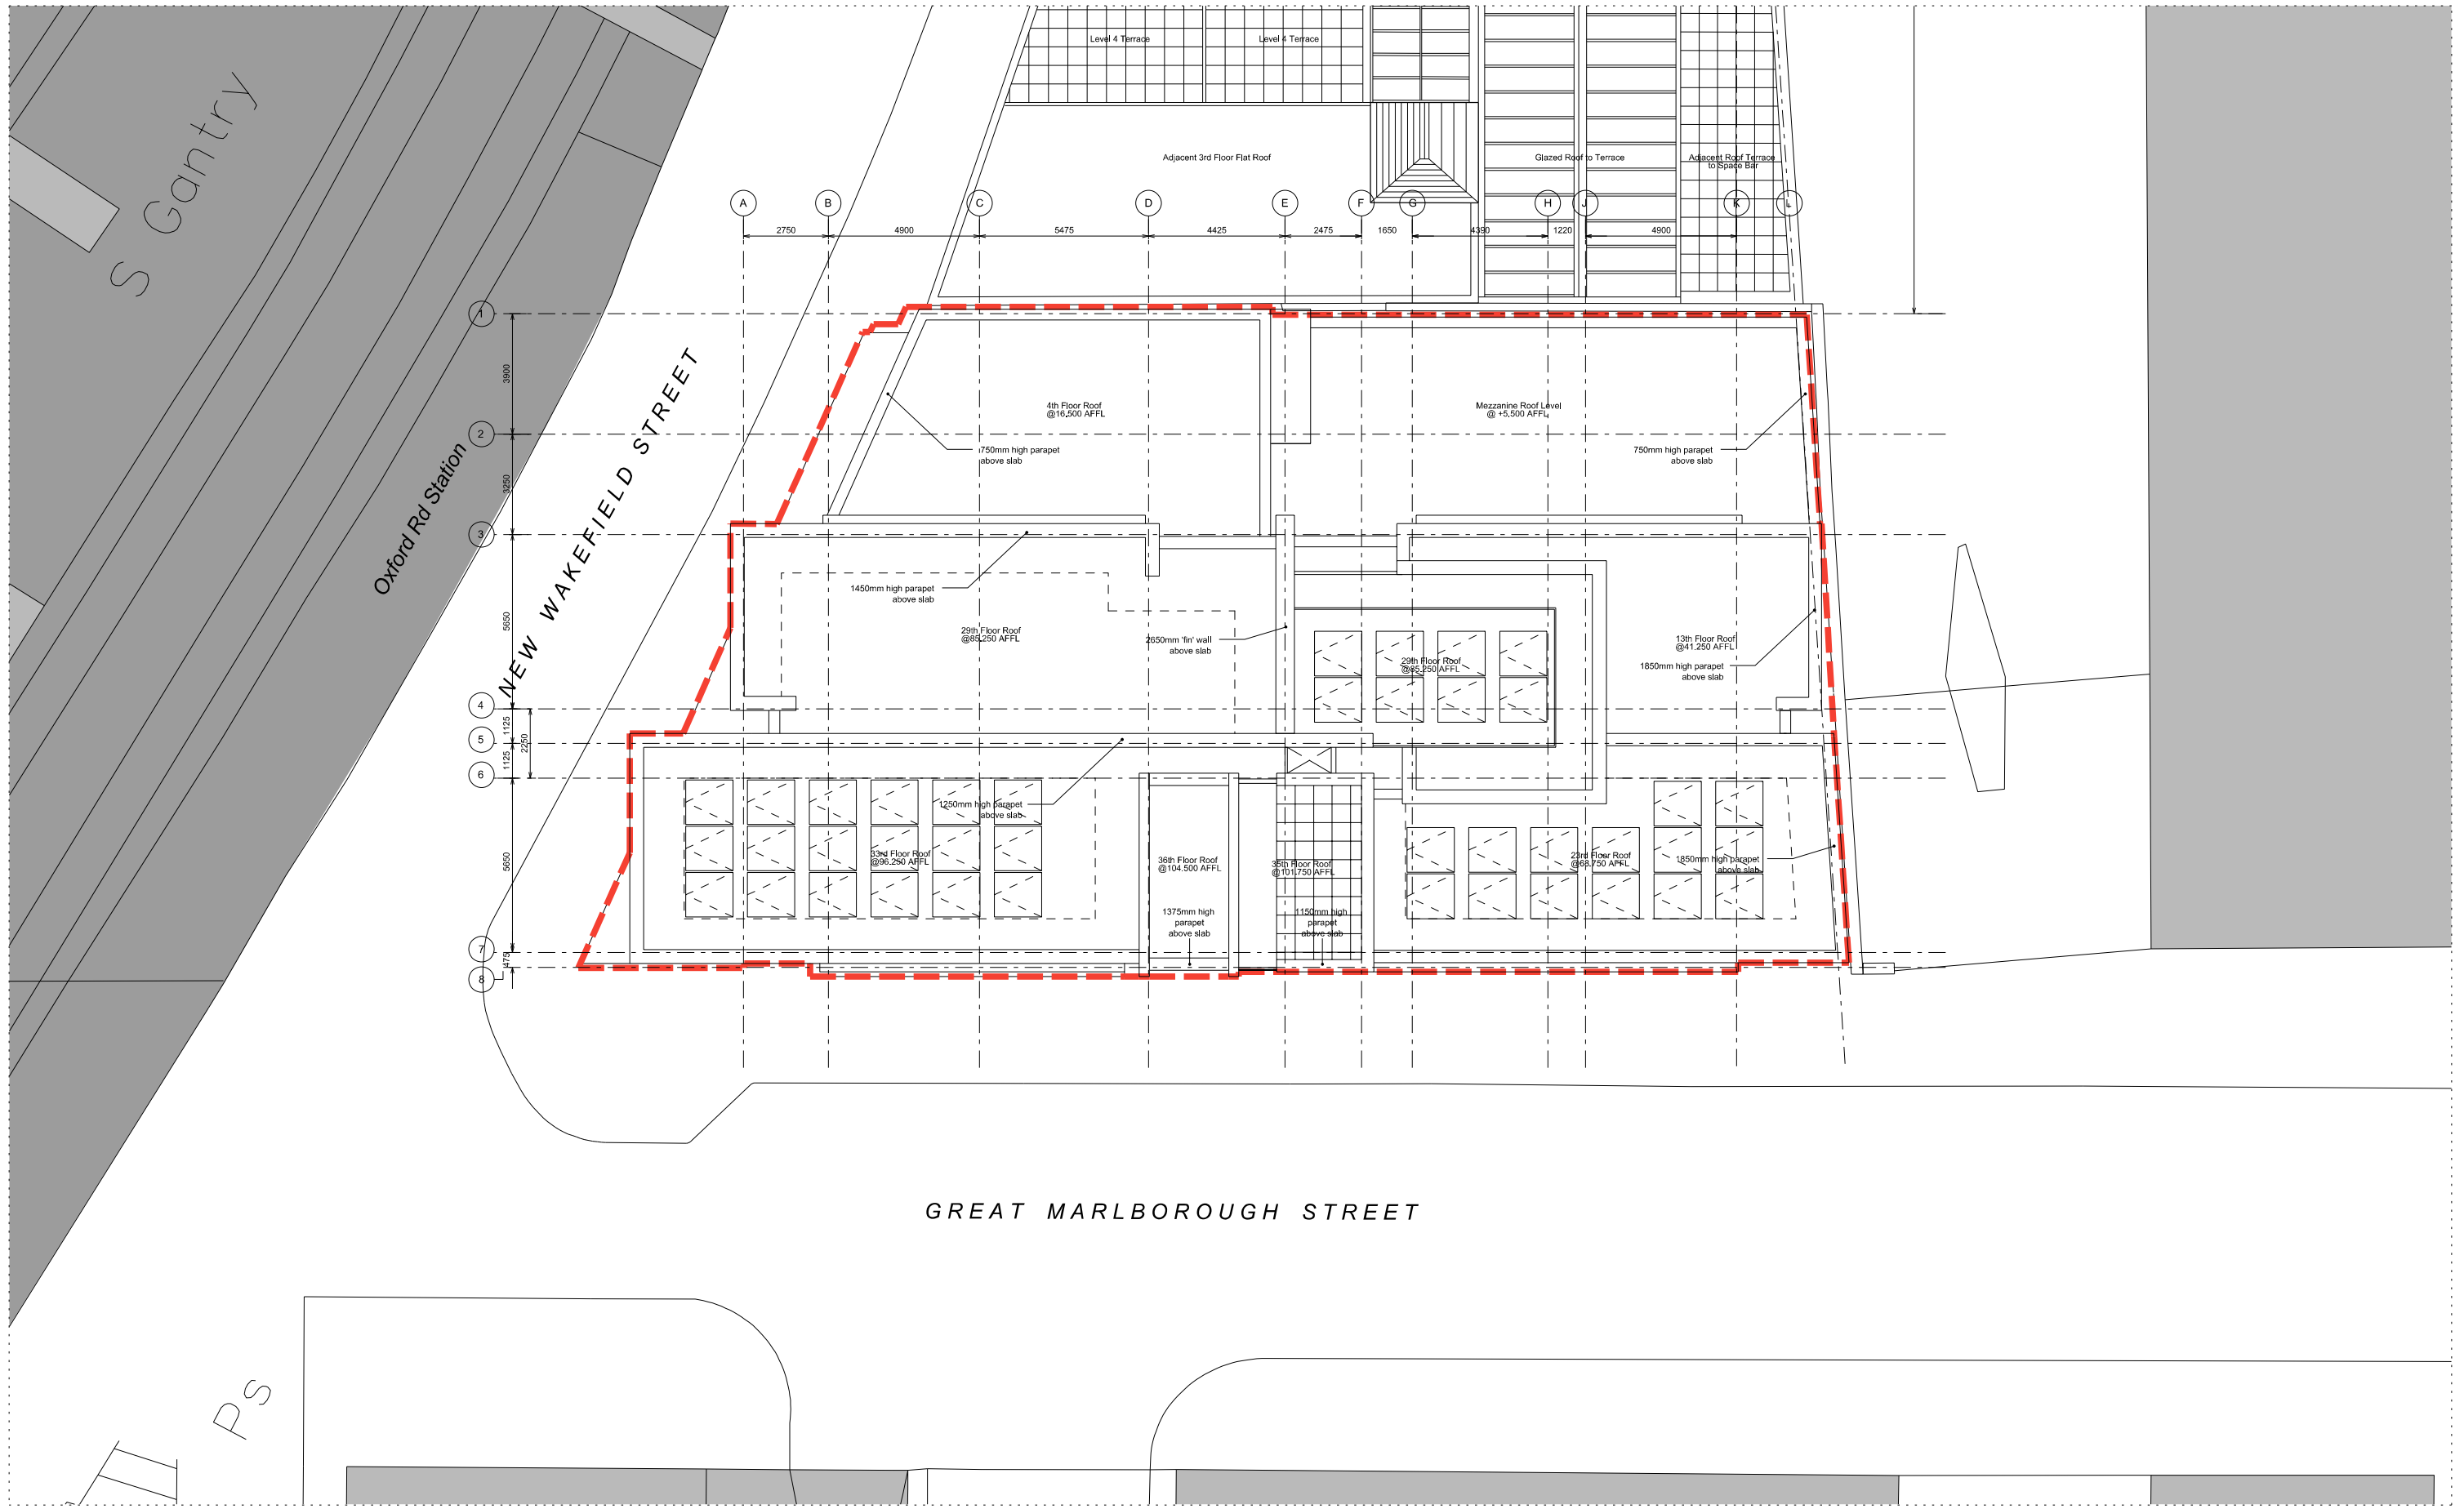 S Gantry
Level 4 Terrace
Level 4 Terrace
Adjacent 3rd Floor Flat Roof
Glazed Roof to Terrace
Adjacent Roof Terrace
to Space Bar
A
B
C
D
E
F
G
H
J
K
L
2750
4900
5475
4425
2475
1650
4390
1220
4900
1
2
3
4
5
6
7
8
3900
3250
5650
1125
2250
1125
5650
475
Oxford Rd Station
NEW WAKEFIELD STREET
4th Floor Roof
@16,500 AFFL
Mezzanine Roof Level
@ +5,500 AFFL
750mm high parapet
above slab
750mm high parapet
above slab
1450mm high parapet
above slab
29th Floor Roof
@85,250 AFFL
2650mm 'fin' wall
above slab
29th Floor Roof
@85,250 AFFL
13th Floor Roof
@41,250 AFFL
1850mm high parapet
above slab
1250mm high parapet
above slab
33rd Floor Roof
@96,250 AFFL
36th Floor Roof
@104.500 AFFL
35th Floor Roof
@101,750 AFFL
23rd Floor Roof
@68,750 AFFL
1850mm high parapet
above slab
1375mm high
parapet
above slab
1150mm high
parapet
above slab
GREAT MARLBOROUGH STREET
Ps